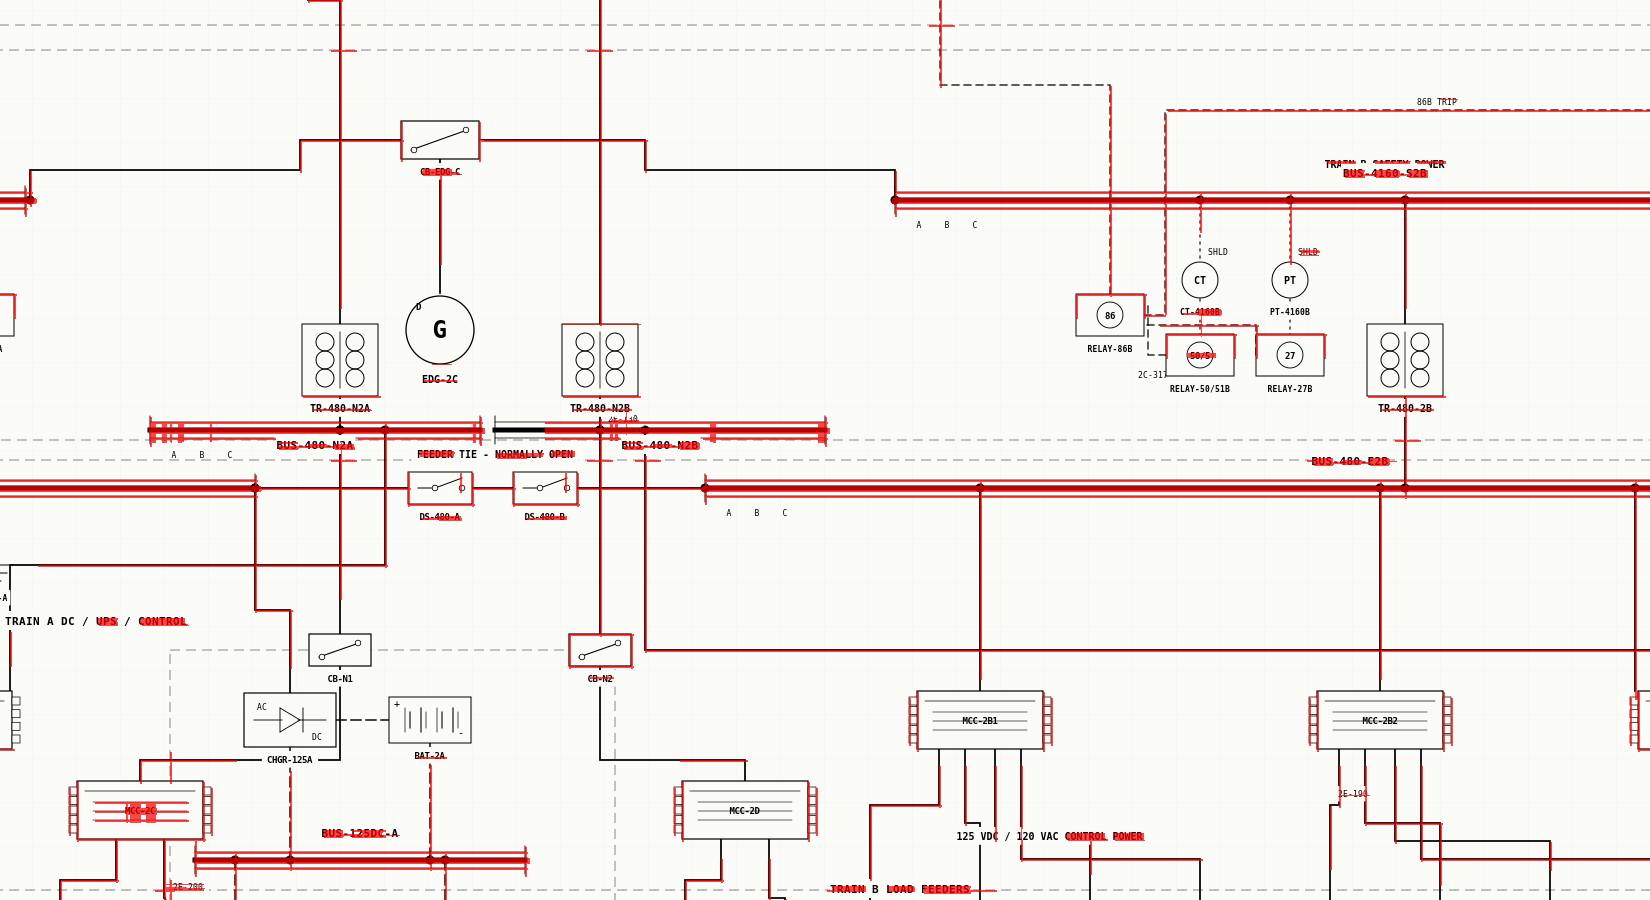 86B TRIP
TRAIN B SAFETY POWER
BUS-4160-S2B
CB-EDG-C
A B C
SHLD
SHLD
CT
PT
D
G
CT-4160B
PT-4160B
86
RELAY-86B
50/5
27
2C-317
RELAY-50/51B
RELAY-27B
EDG-2C
TR-480-N2A
TR-480-N2B
TR-480-2B
BUS-480-N2A
BUS-480-N2B
A B C
FEEDER TIE - NORMALLY OPEN
BUS-480-E2B
DS-480-A
DS-480-B
A B C
-A
TRAIN A DC / UPS / CONTROL
CB-N1
CB-N2
AC
DC
+
-
MCC-2B1
MCC-2B2
CHGR-125A
BAT-2A
2E-190
MCC-2C
MCC-2D
BUS-125DC-A
125 VDC / 120 VAC CONTROL POWER
2E-200
TRAIN B LOAD FEEDERS